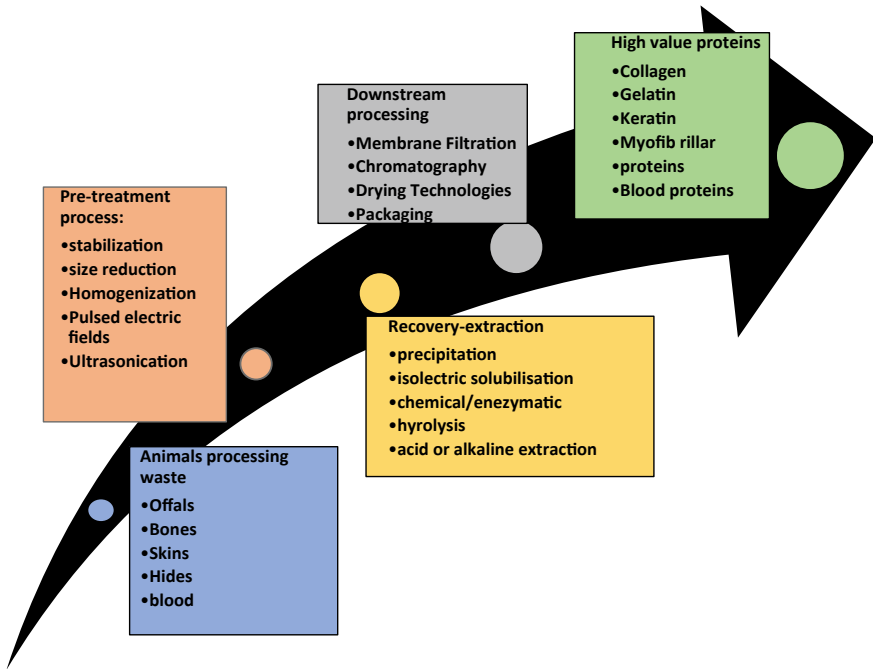 Animals processing
waste
•Offals
•Bones
•Skins
•Hides
•blood
Pre-treatment
process:
•stabilization
•size reduction
•Homogenization
•Pulsed electric
fields
•Ultrasonication
Recovery-extraction
•precipitation
•isolectric solubilisation
•chemical/enezymatic
•hyrolysis
•acid or alkaline extraction
Downstream
processing
•Membrane Filtration
•Chromatography
•Drying Technologies
•Packaging
High value proteins
•Collagen
•Gelatin
•Keratin
•Myofib rillar
•proteins
•Blood proteins